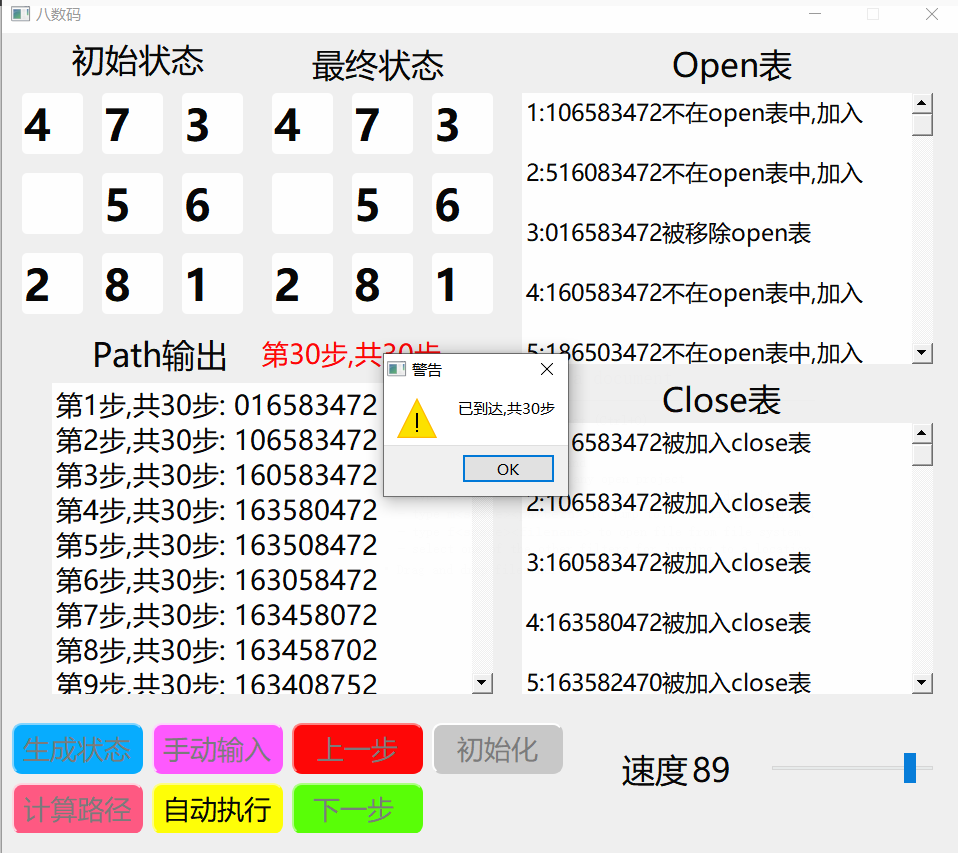 八数码
初始状态
最终状态
Open表
4 7 3
5 6
2 8 1
4 7 3
5 6
2 8 1
1:106583472不在open表中,加入
2:516083472不在open表中,加入
3:016583472被移除open表
4:160583472不在open表中,加入
5:186503472不在open表中,加入
Path输出
第30步,共30步
第1步,共30步: 016583472
第2步,共30步: 106583472
第3步,共30步: 160583472
第4步,共30步: 163580472
第5步,共30步: 163508472
第6步,共30步: 163058472
第7步,共30步: 163458072
第8步,共30步: 163458702
第9步,共30步: 163408752
警告
已到达,共30步
OK
Close表
6583472被加入close表
2:106583472被加入close表
3:160583472被加入close表
4:163580472被加入close表
5:163582470被加入close表
生成状态
手动输入
上一步
初始化
计算路径
自动执行
下一步
速度 89